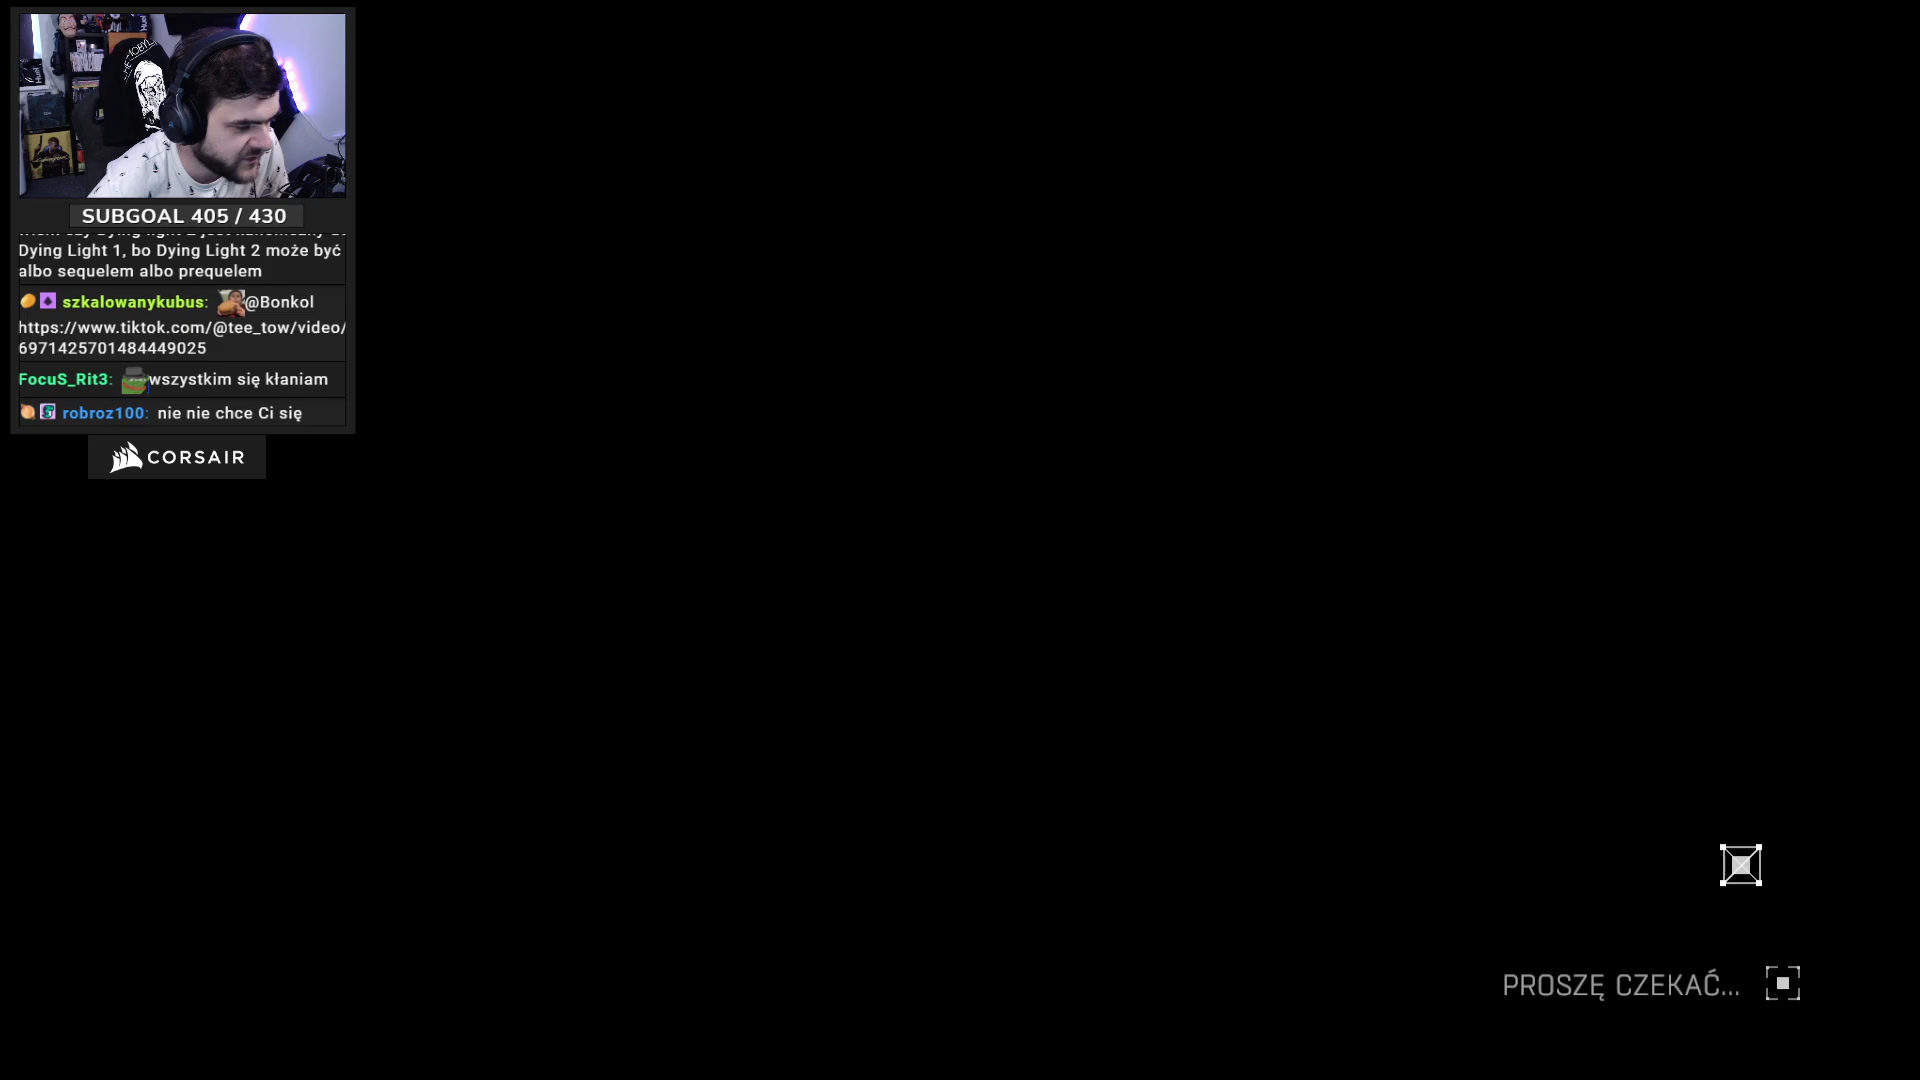 SUBGOAL 405 / 430
Dying Light 1, bo Dying Light 2 może być
albo sequelem albo prequelem
szkalowanykubus: @Bonkol
https://www.tiktok.com/@tee_tow/video/
6971425701484449025
FocuS_Rit3: wszystkim się kłaniam
robroz100: nie nie chce Ci się
CORSAIR
PROSZĘ CZEKAĆ...